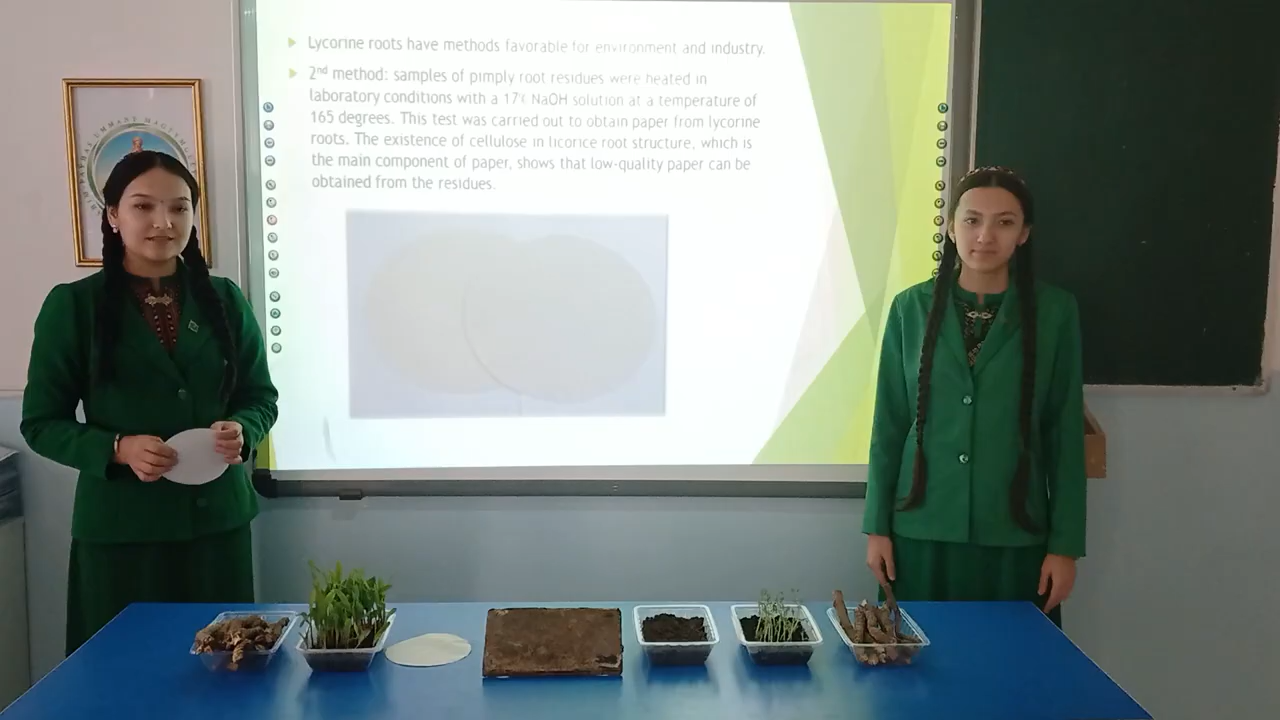 Lycorine roots have methods favorable for environment and industry.
2nd method: samples of pimply root residues were heated in
laboratory conditions with a 17% NaOH solution at a temperature of
165 degrees. This test was carried out to obtain paper from lycorine
roots. The existence of cellulose in licorice root structure, which is
the main component of paper, shows that low-quality paper can be
obtained from the residues.